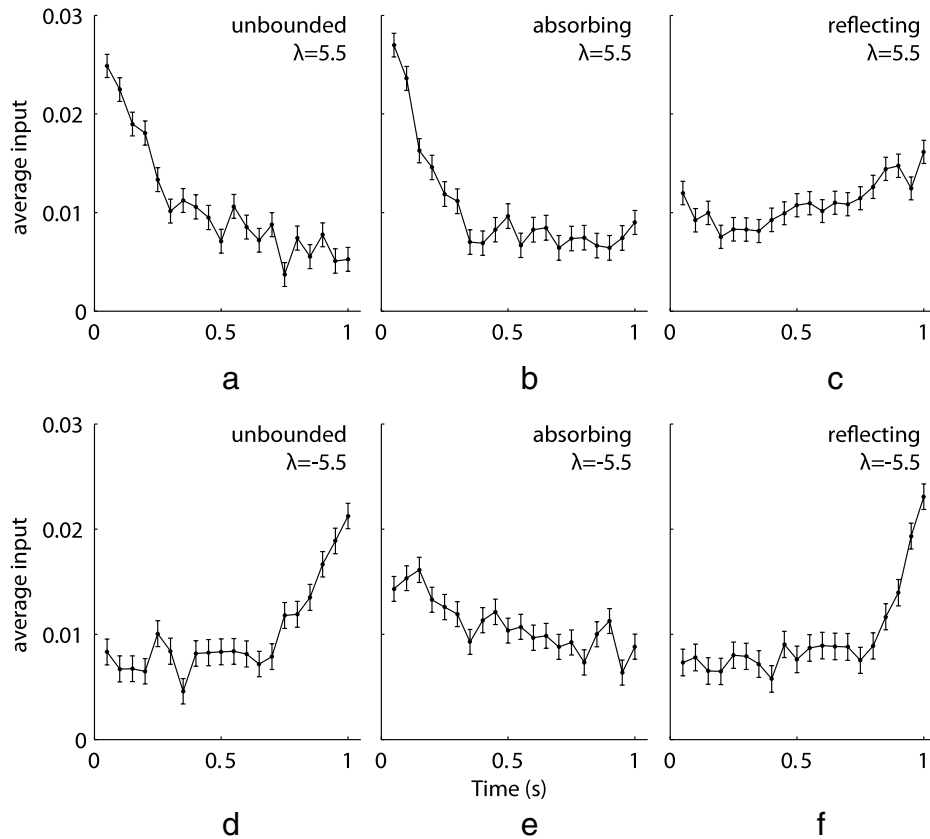 0.03
unbounded
λ=5.5
absorbing
λ=5.5
reflecting
λ=5.5
0.02
average input
0.01
0
0
0.5
1
0
0.5
1
0
0.5
1
a
b
c
0.03
unbounded
λ=-5.5
absorbing
λ=-5.5
reflecting
λ=-5.5
0.02
average input
0.01
0
0
0.5
1
0
0.5
1
0
0.5
1
Time (s)
d
e
f